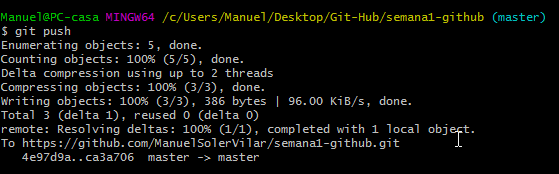 Manuel@PC-casa MINGW64 /c/Users/Manuel/Desktop/Git-Hub/semana1-github (master)
$ git push
Enumerating objects: 5, done.
Counting objects: 100% (5/5), done.
Delta compression using up to 2 threads
Compressing objects: 100% (3/3), done.
Writing objects: 100% (3/3), 386 bytes | 96.00 KiB/s, done.
Total 3 (delta 1), reused 0 (delta 0)
remote: Resolving deltas: 100% (1/1), completed with 1 local object.
To https://github.com/ManuelSolerVilar/semana1-github.git
   4e97d9a..ca3a706  master -> master